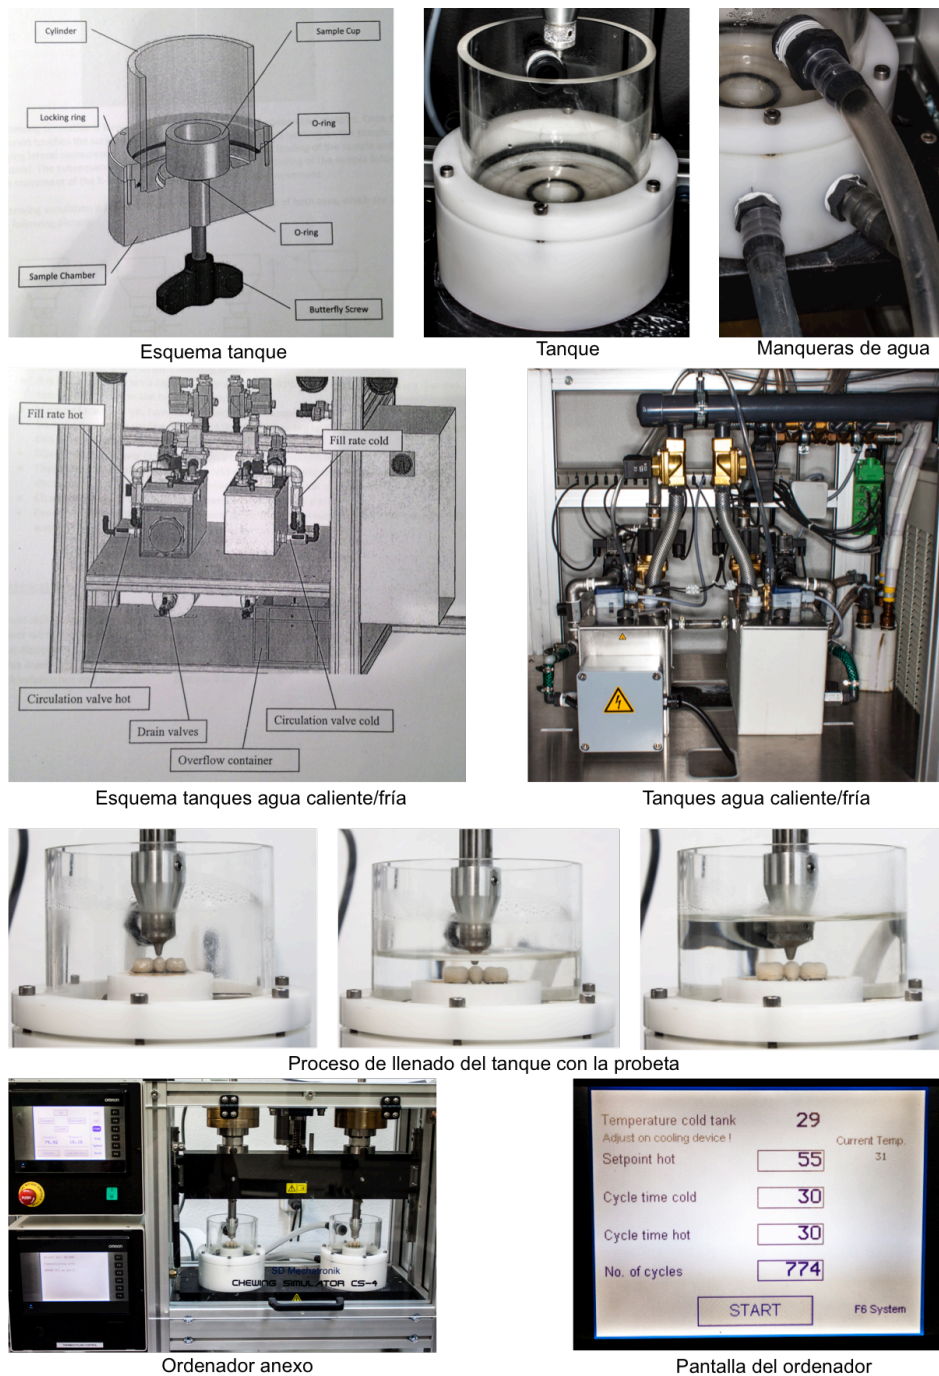 Cylinder
Sample Cup
Locking ring
O-ring
O-ring
Sample Chamber
Butterfly Screw
Esquema tanque
Tanque
Manqueras de agua
Fill rate hot
Fill rate cold
Circulation valve hot
Circulation valve cold
Drain valves
Overflow container
Esquema tanques agua caliente/fría
Tanques agua caliente/fría
Proceso de llenado del tanque con la probeta
OMRON
OMRON
SD Mechatronik
CHEWING SIMULATOR CS-4
Ordenador anexo
Temperature cold tank 29
Adjust on cooling device !
Current Temp.
31
Setpoint hot 55
Cycle time cold 30
Cycle time hot 30
No. of cycles 774
START
F6 System
Pantalla del ordenador